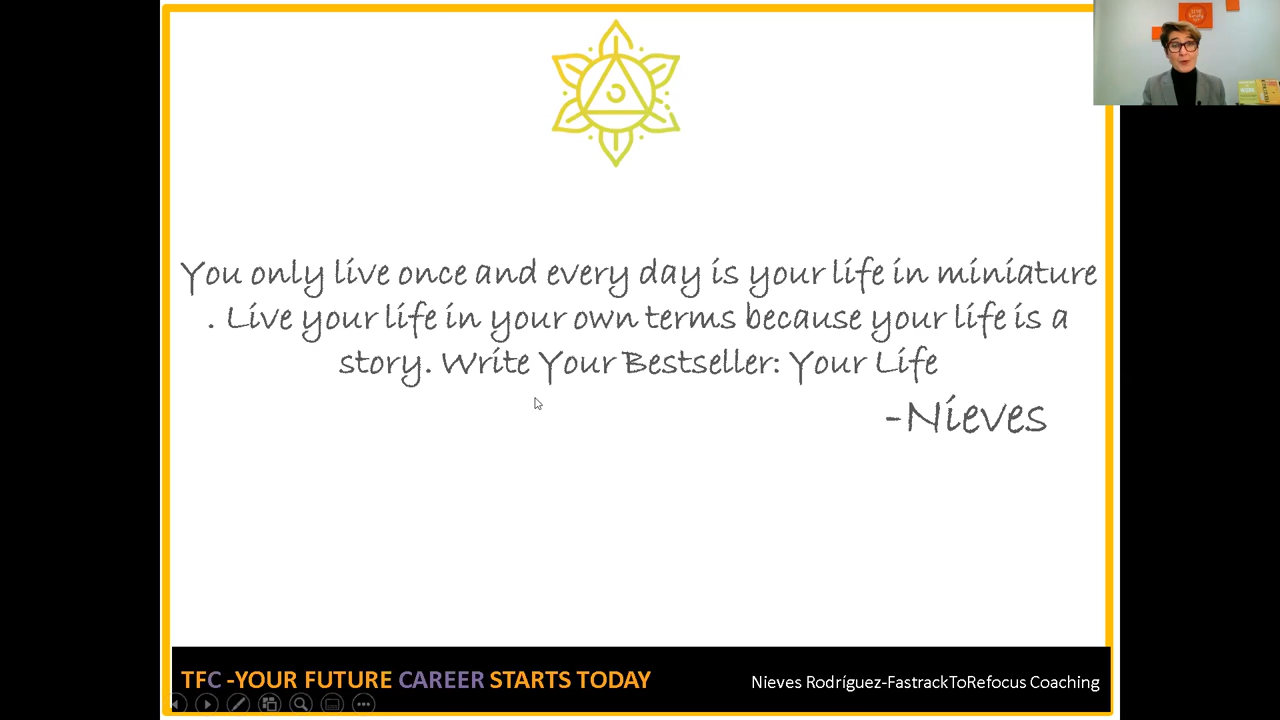 You only live once and every day is your life in miniature
. Live your life in your own terms because your life is a
story. Write Your Bestseller: Your Life
-Nieves
TFC -YOUR FUTURE CAREER STARTS TODAY
Nieves Rodríguez-FastrackToRefocus Coaching